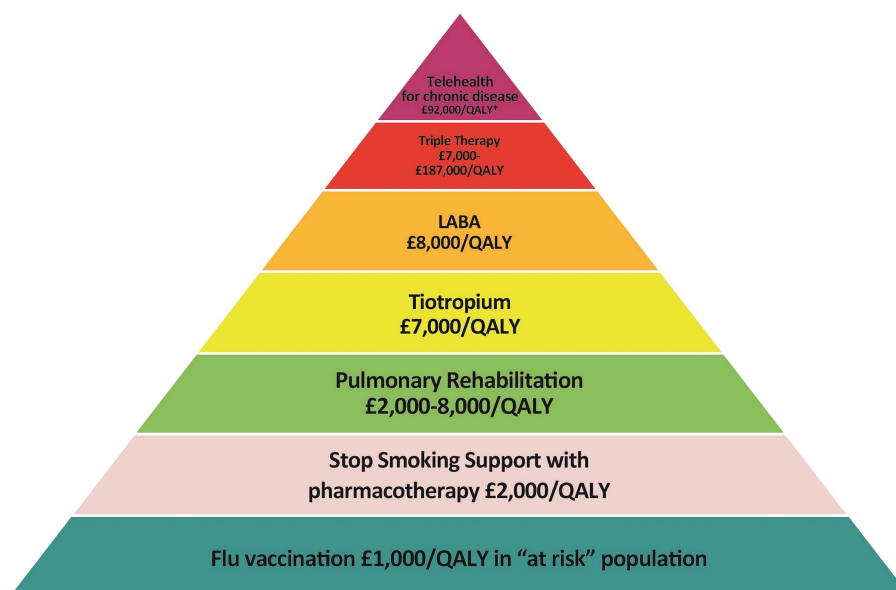 Telehealth
for chronic disease
£92,000/QALY*
Triple Therapy
£7,000-
£187,000/QALY
LABA
£8,000/QALY
Tiotropium
£7,000/QALY
Pulmonary Rehabilitation
£2,000-8,000/QALY
Stop Smoking Support with
pharmacotherapy £2,000/QALY
Flu vaccination £1,000/QALY in “at risk” population